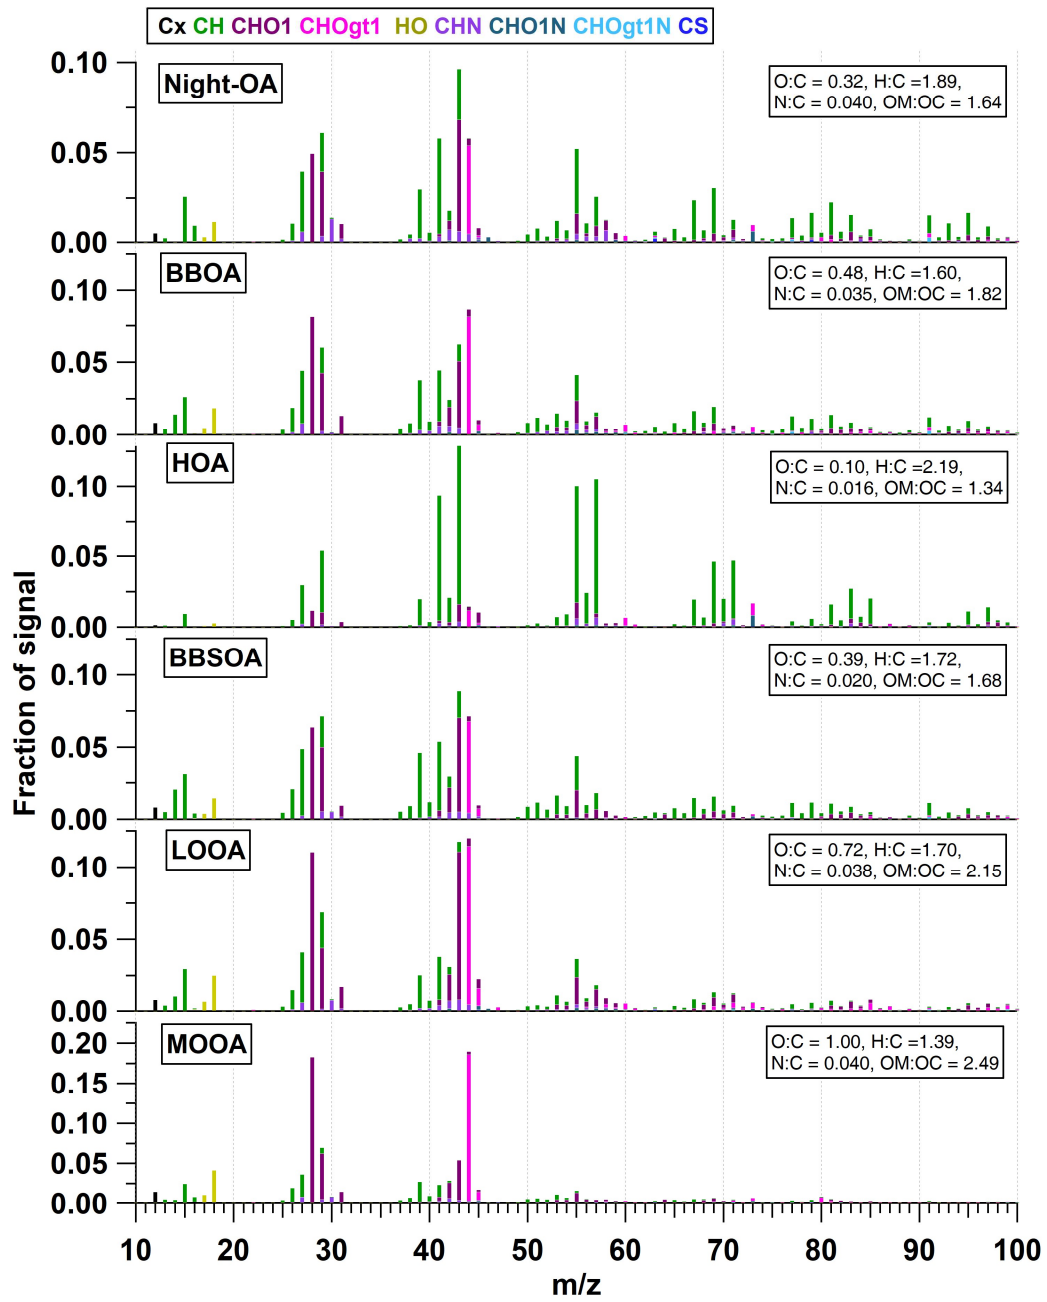 Cx CH CHO1 CHOgt1 HO CHN CHO1N CHOgt1N CS
0.10
Night-OA
O:C = 0.32, H:C =1.89,
N:C = 0.040, OM:OC = 1.64
0.05
0.00
BBOA
O:C = 0.48, H:C =1.60,
N:C = 0.035, OM:OC = 1.82
0.10
0.05
0.00
HOA
O:C = 0.10, H:C =2.19,
N:C = 0.016, OM:OC = 1.34
0.10
0.05
0.00
Fraction of signal
BBSOA
O:C = 0.39, H:C =1.72,
N:C = 0.020, OM:OC = 1.68
0.10
0.05
0.00
LOOA
O:C = 0.72, H:C =1.70,
N:C = 0.038, OM:OC = 2.15
0.10
0.05
0.00
MOOA
O:C = 1.00, H:C =1.39,
N:C = 0.040, OM:OC = 2.49
0.20
0.15
0.10
0.05
0.00
10 20 30 40 50 60 70 80 90 100
m/z